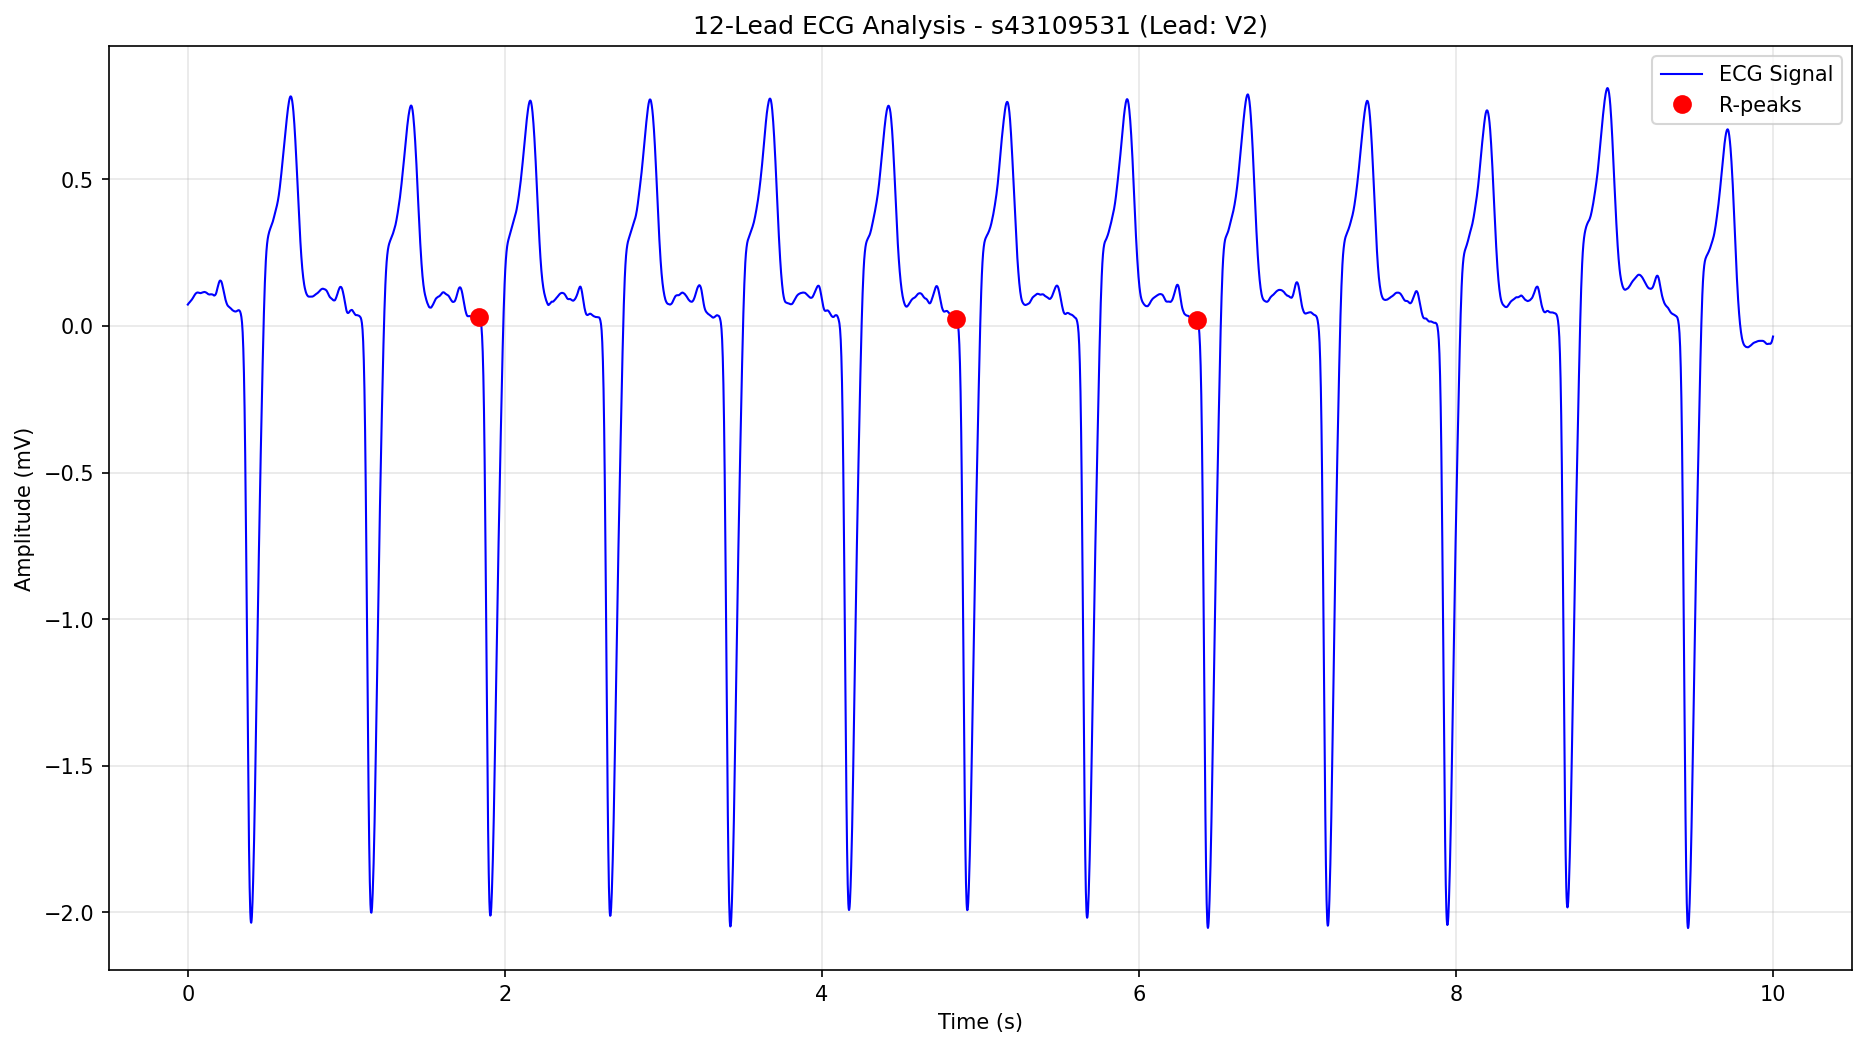 12-Lead ECG Analysis - s43109531 (Lead: V2)
ECG Signal
R-peaks
Amplitude (mV)
0.5
0.0
−0.5
−1.0
−1.5
−2.0
0 2 4 6 8 10
Time (s)